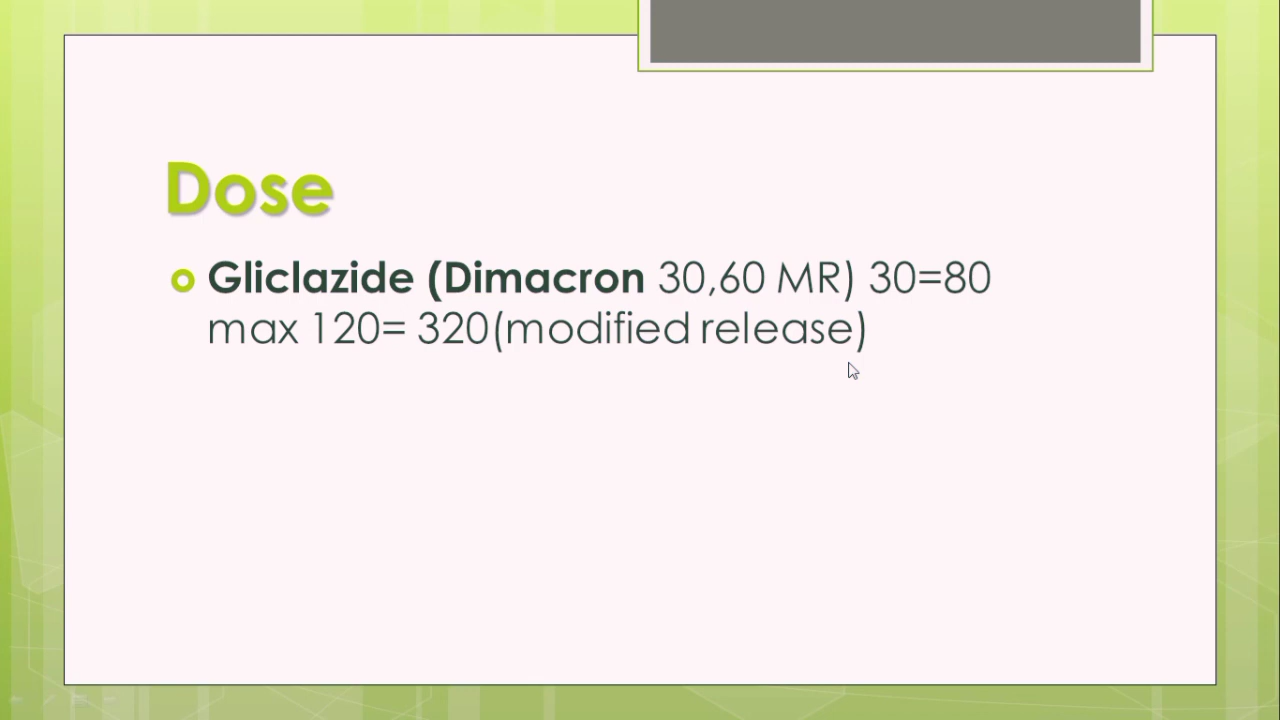 Dose
Gliclazide (Dimacron 30,60 MR) 30=80
max 120= 320(modified release)